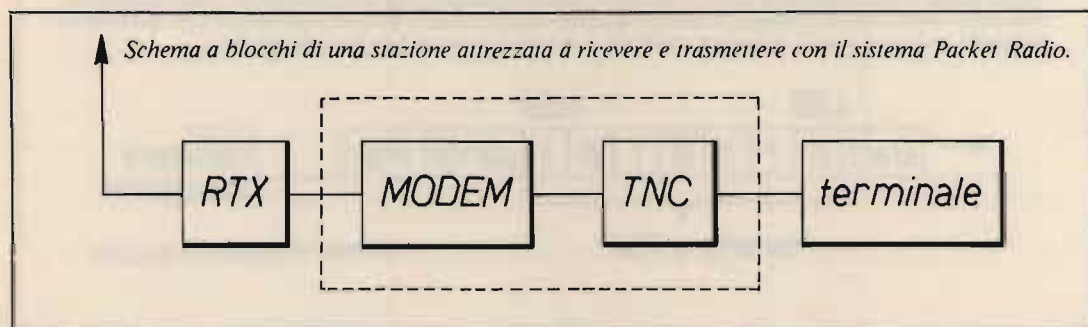 Schema a blocchi di una stazione attrezzata a ricevere e trasmettere con il sistema Packet Radio.
RTX MODEM TNC terminale